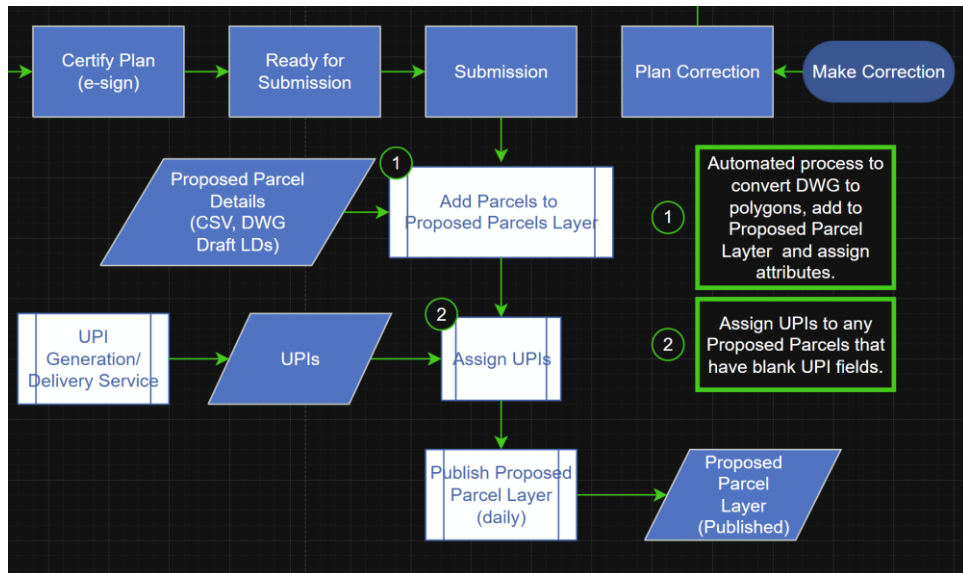 Certify Plan
(e-sign)
Ready for
Submission
Submission
Plan Correction
Make Correction
Proposed Parcel
Details
(CSV, DWG
Draft LDs)
1
Add Parcels to
Proposed Parcels Layer
1
Automated process to
convert DWG to
polygons, add to
Proposed Parcel
Layter and assign
attributes.
UPI
Generation/
Delivery Service
UPIs
2
Assign UPIs
2
Assign UPIs to any
Proposed Parcels that
have blank UPI fields.
Publish Proposed
Parcel Layer
(daily)
Proposed
Parcel
Layer
(Published)